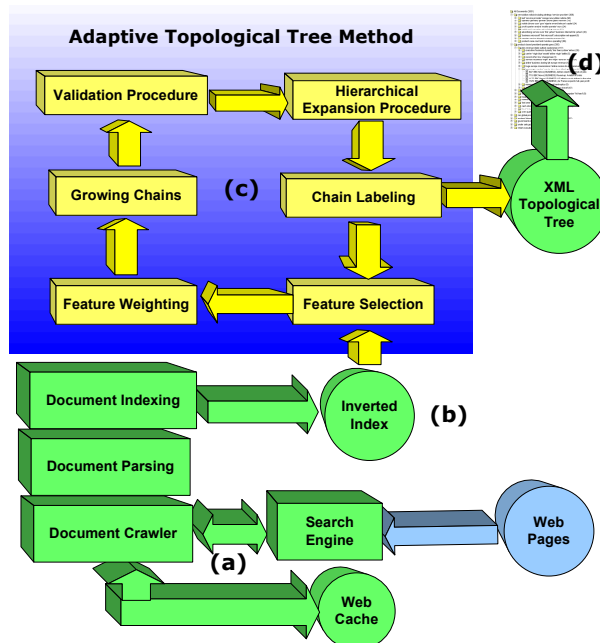 Adaptive Topological Tree Method
(d)
Validation Procedure
Hierarchical
Expansion Procedure
Growing Chains
(c)
Chain Labeling
XML
Topological
Tree
Feature Weighting
Feature Selection
Document Indexing
Inverted
Index
(b)
Document Parsing
Document Crawler
Search
Engine
Web
Pages
(a)
Web
Cache